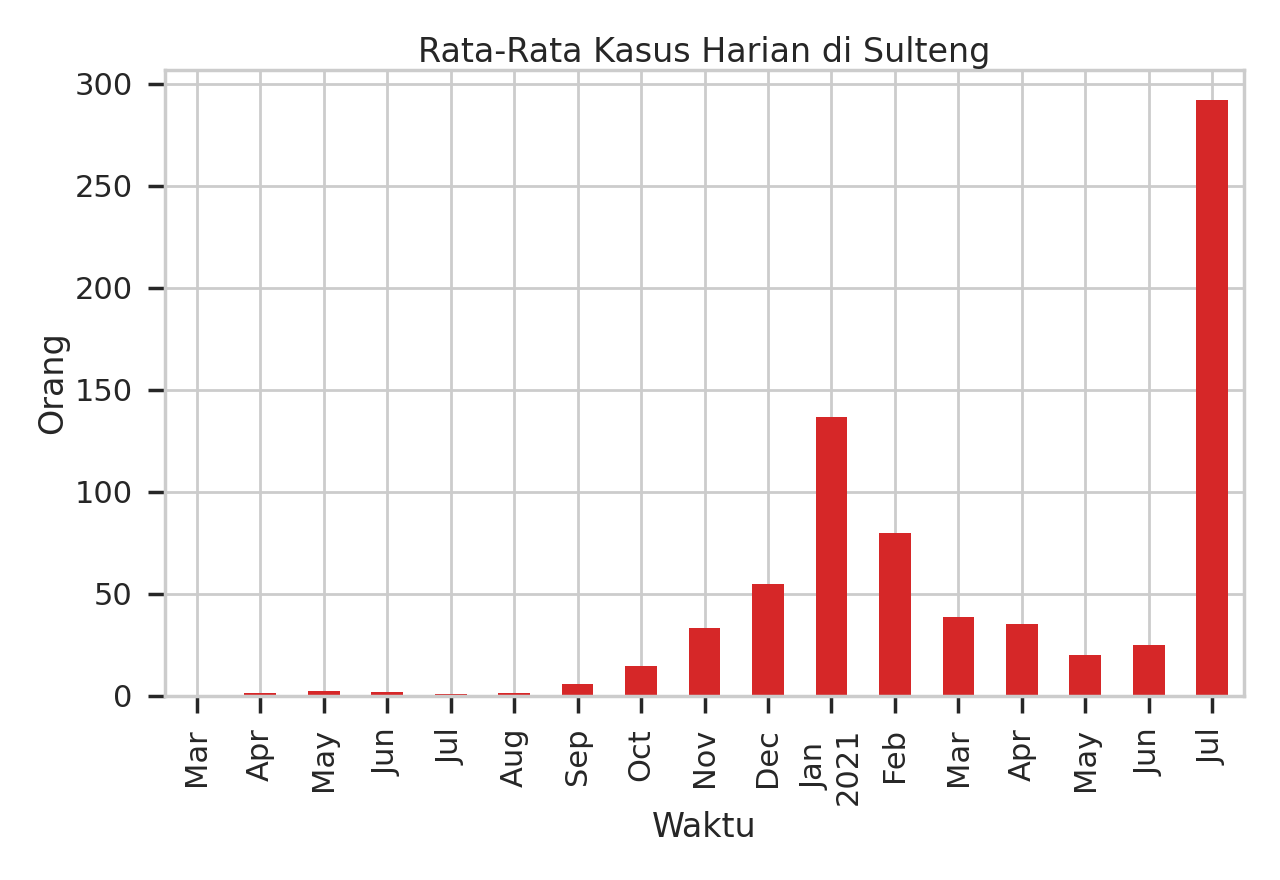 Rata-Rata Kasus Harian di Sulteng
300
250
200
150
100
50
0
Orang
Mar
Apr
May
Jun
Jul
Aug
Sep
Oct
Nov
Dec
Jan
2021
Feb
Mar
Apr
May
Jun
Jul
Waktu